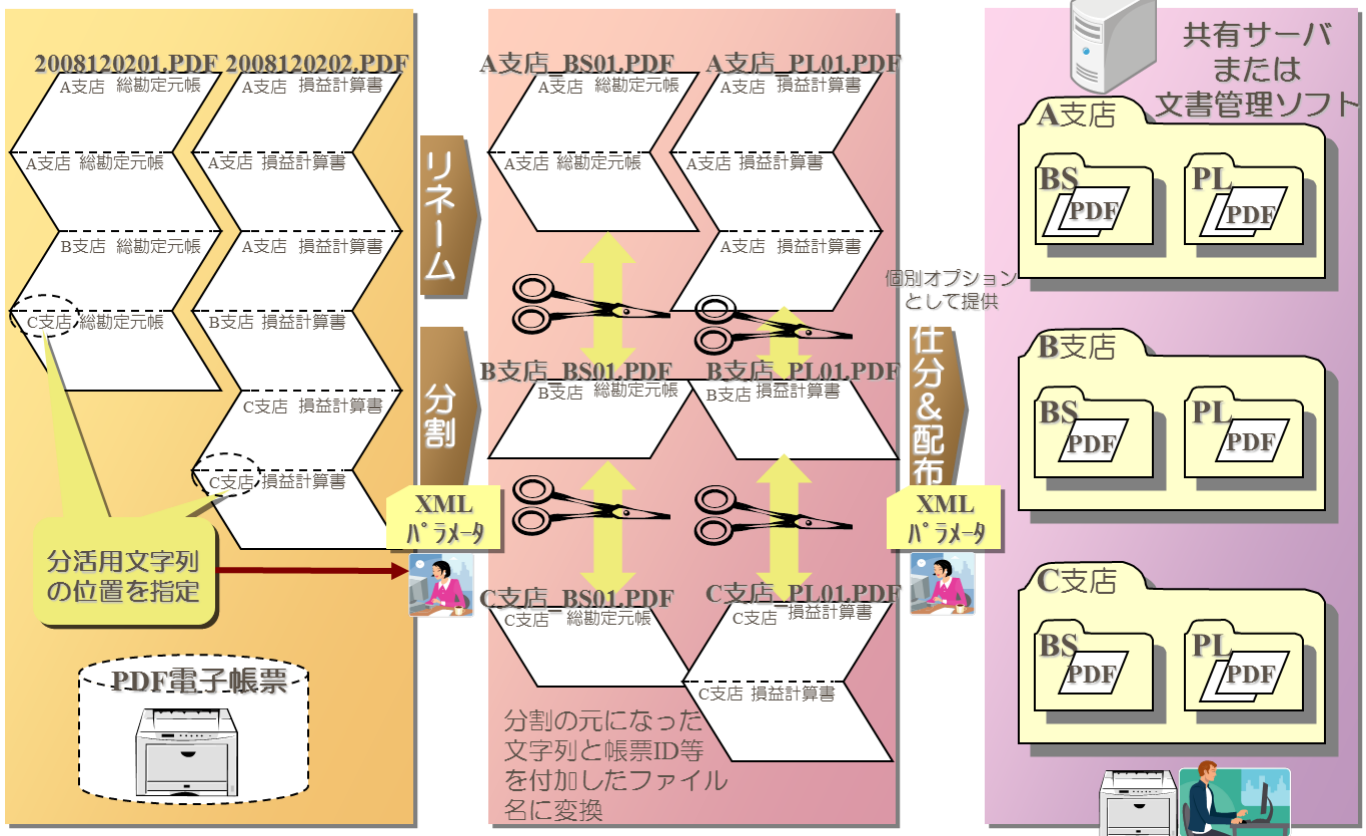 2008120201.PDF 2008120202.PDF
A支店 総勘定元帳
A支店 総勘定元帳
B支店 総勘定元帳
C支店 総勘定元帳
A支店 損益計算書
A支店 損益計算書
A支店 損益計算書
B支店 損益計算書
C支店 損益計算書
C支店 損益計算書
分活用文字列
の位置を指定
PDF電子帳票
リネーム
分割
XML
パラメータ
A支店_BS01.PDF A支店_PL01.PDF
A支店 総勘定元帳
A支店 総勘定元帳
A支店 損益計算書
A支店 損益計算書
A支店 損益計算書
B支店_BS01.PDF B支店_PL01.PDF
B支店 総勘定元帳
B支店 損益計算書
C支店_BS01.PDF C支店_PL01.PDF
C支店 総勘定元帳
C支店 損益計算書
C支店 損益計算書
分割の元になった
文字列と帳票ID等
を付加したファイル
名に変換
個別オプション
として提供
仕分&配布
XML
パラメータ
共有サーバ
または
文書管理ソフト
A支店
BS
PDF
PL
PDF
B支店
BS
PDF
PL
PDF
C支店
BS
PDF
PL
PDF